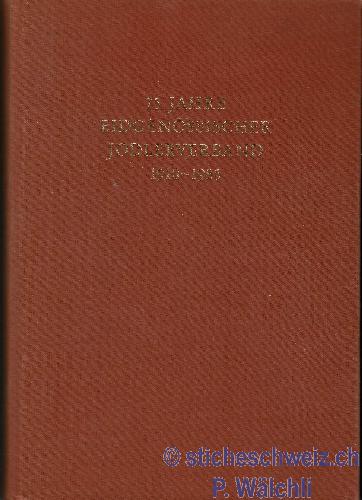 75 JAHRE
EIDGENÖSSISCHER
JODLERVERBAND
1910–1985
© sticheschweiz.ch
P. Wälchli